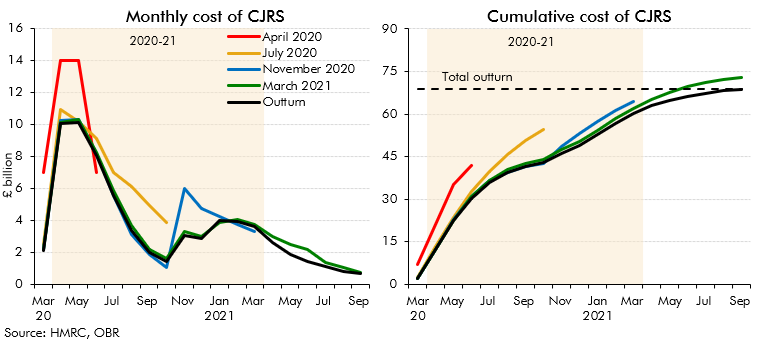 Monthly cost of CJRS
16
14
12
10
8
6
4
2
0
£ billion
2020-21
April 2020
July 2020
November 2020
March 2021
Outturn
Mar May Jul Sep Nov Jan Mar May Jul Sep
20 2021
Cumulative cost of CJRS
90
75
60
45
30
15
0
2020-21
Total outturn
Mar May Jul Sep Nov Jan Mar May Jul Sep
20 2021
Source: HMRC, OBR